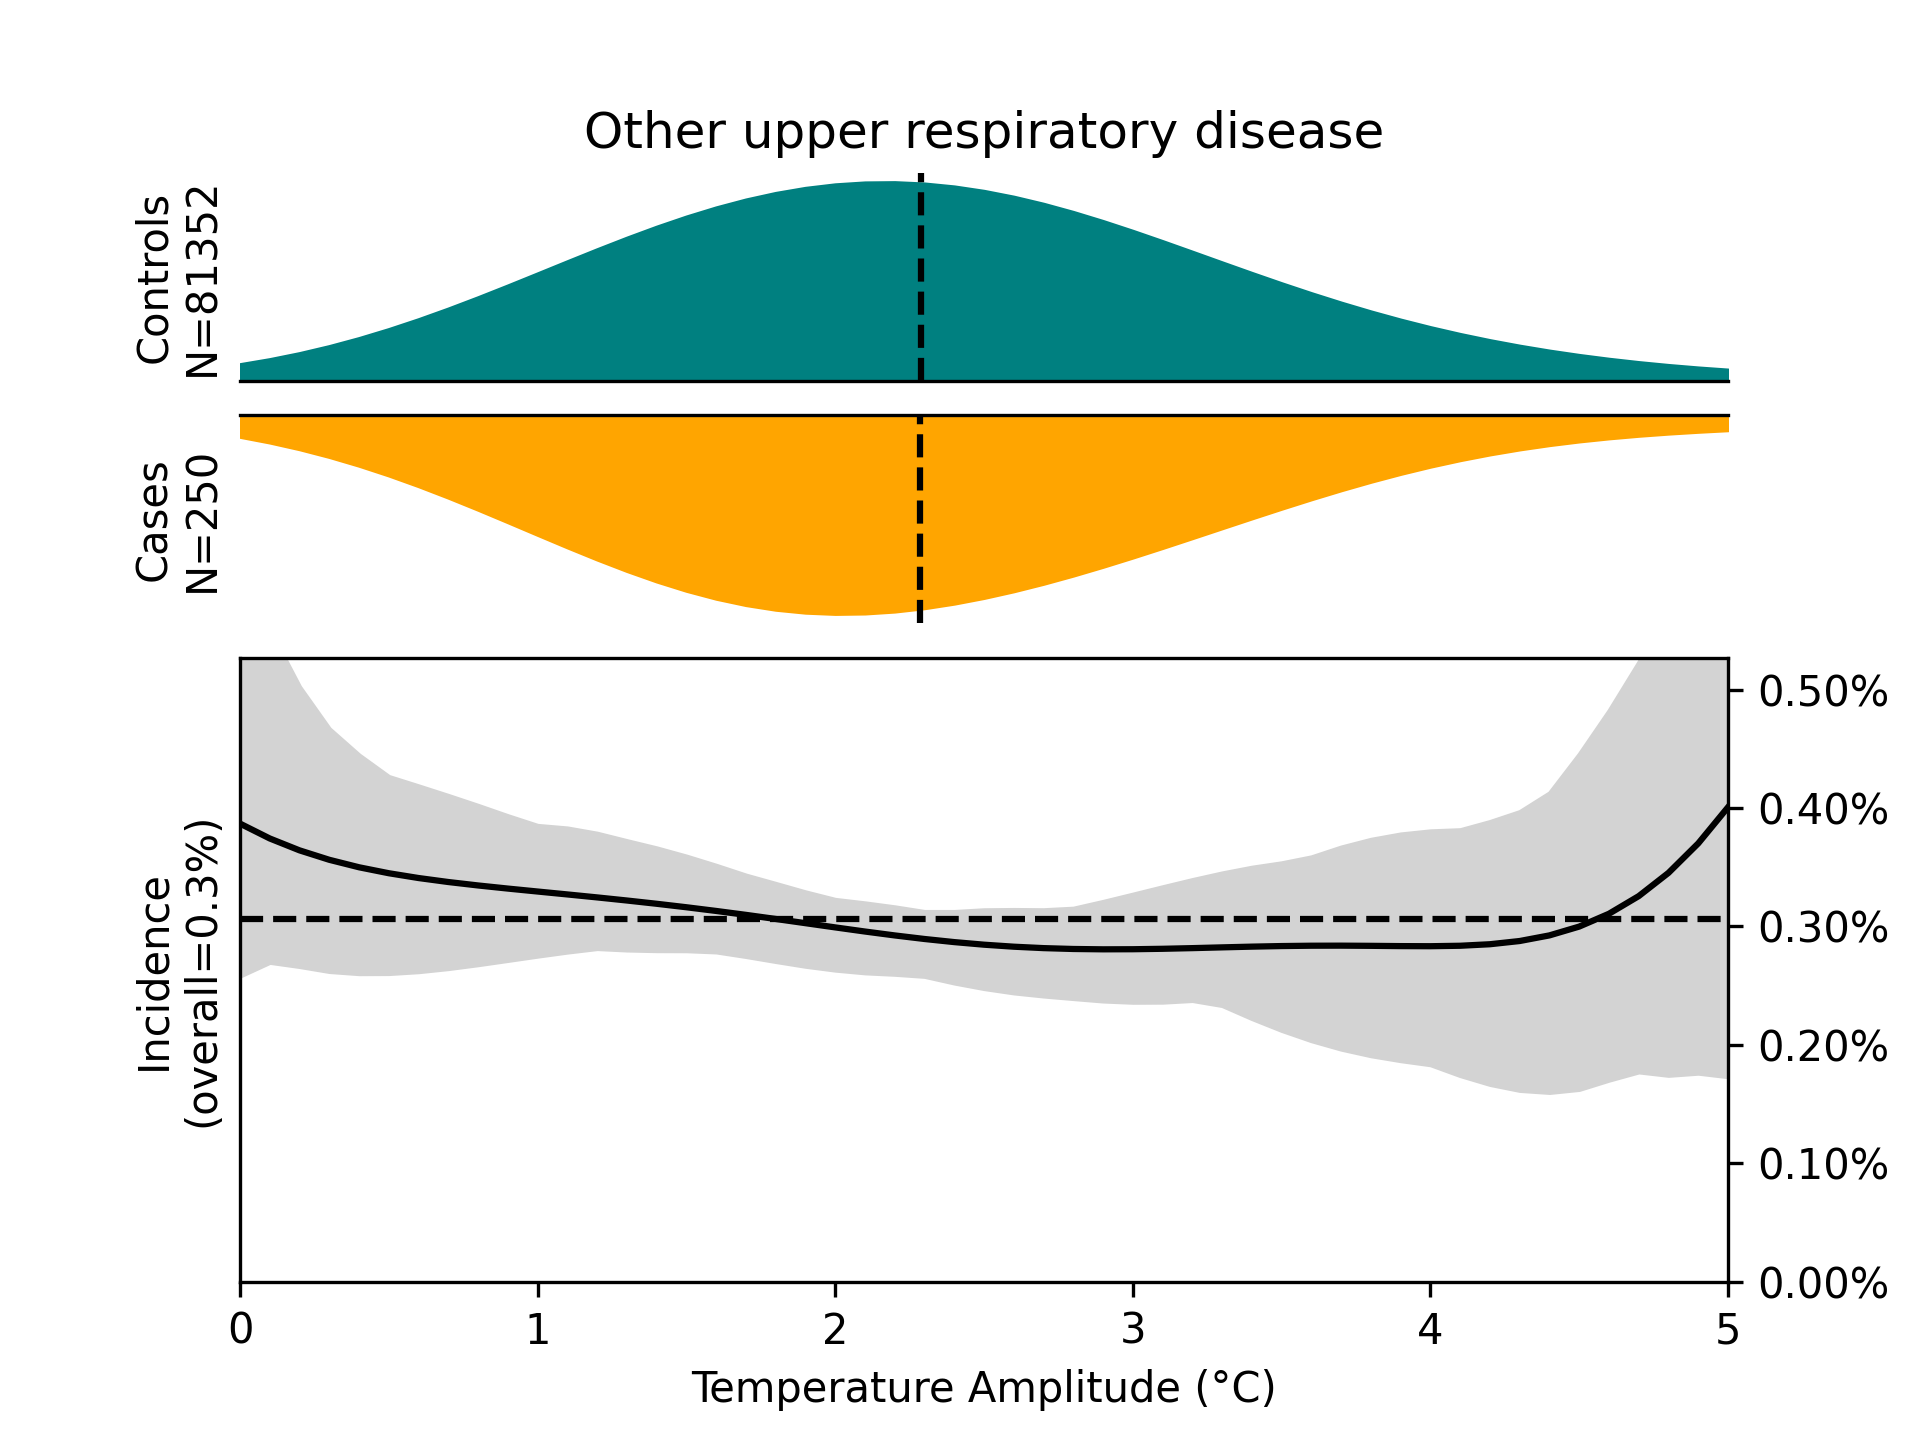 Other upper respiratory disease
Controls
N=81352
Cases
N=250
Incidence
(overall=0.3%)
0.50%
0.40%
0.30%
0.20%
0.10%
0.00%
0 1 2 3 4 5
Temperature Amplitude (°C)